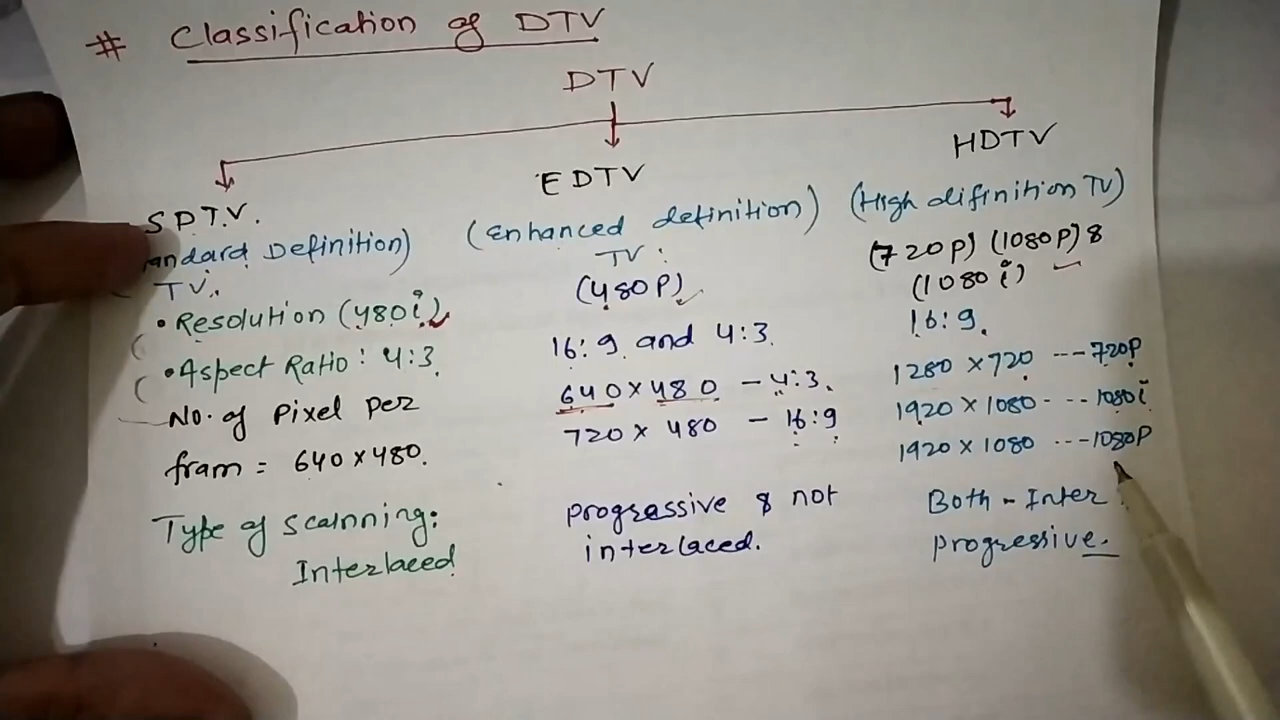 # Classification of DTV
DTV
SDTV.
andard Definition)
TV.
• Resolution (480i)
• Aspect Ratio : 4:3.
No. of Pixel per
fram = 640 x 480.
Type of Scanning:
Interlaced
EDTV
(Enhanced definition)
TV :
(480P)
16:9 and 4:3.
640 x 480 - 4:3.
720 x 480 - 16:9
progressive & not
interlaced.
HDTV
(High difinition TV)
(720P) (1080P) &
(1080i)
16:9.
1280 x 720 --- 720P
1920 x 1080 - -- 1080i
1920 x 1080 --- 1080P
Both - Inter
progressive.